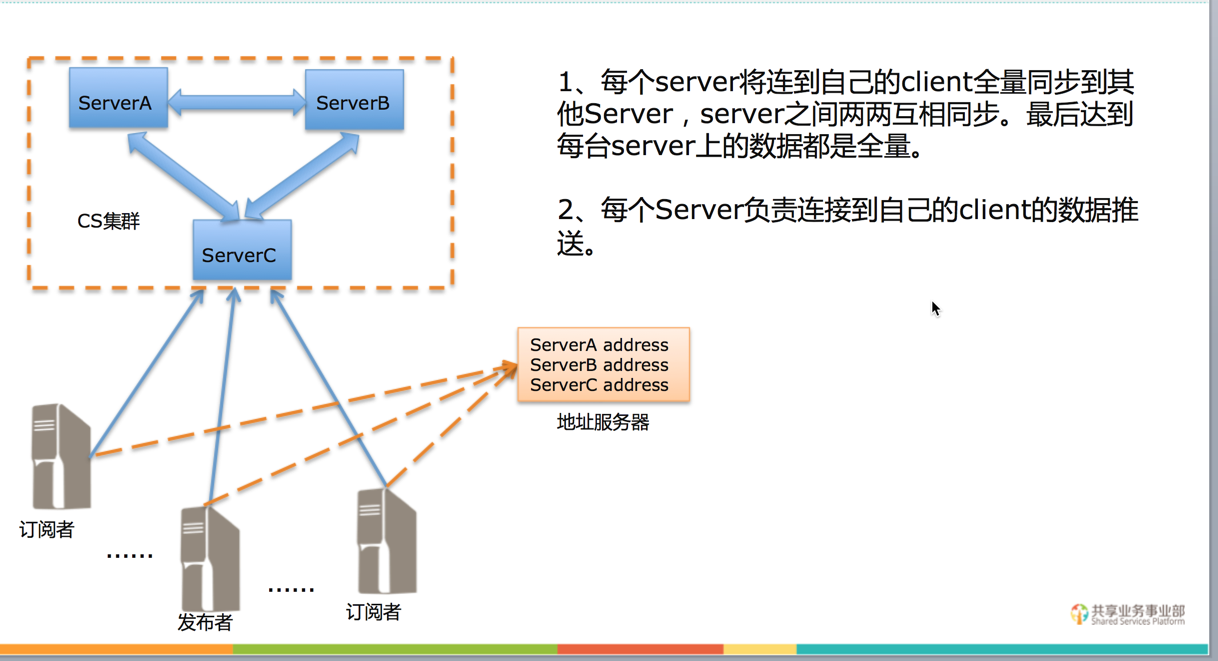 ServerA
ServerB
CS集群
ServerC
1、每个server将连到自己的client全量同步到其
他Server，server之间两两互相同步。最后达到
每台server上的数据都是全量。
2、每个Server负责连接到自己的client的数据推
送。
ServerA address
ServerB address
ServerC address
地址服务器
订阅者
……
发布者
……
订阅者
共享业务事业部
Shared Services Platform